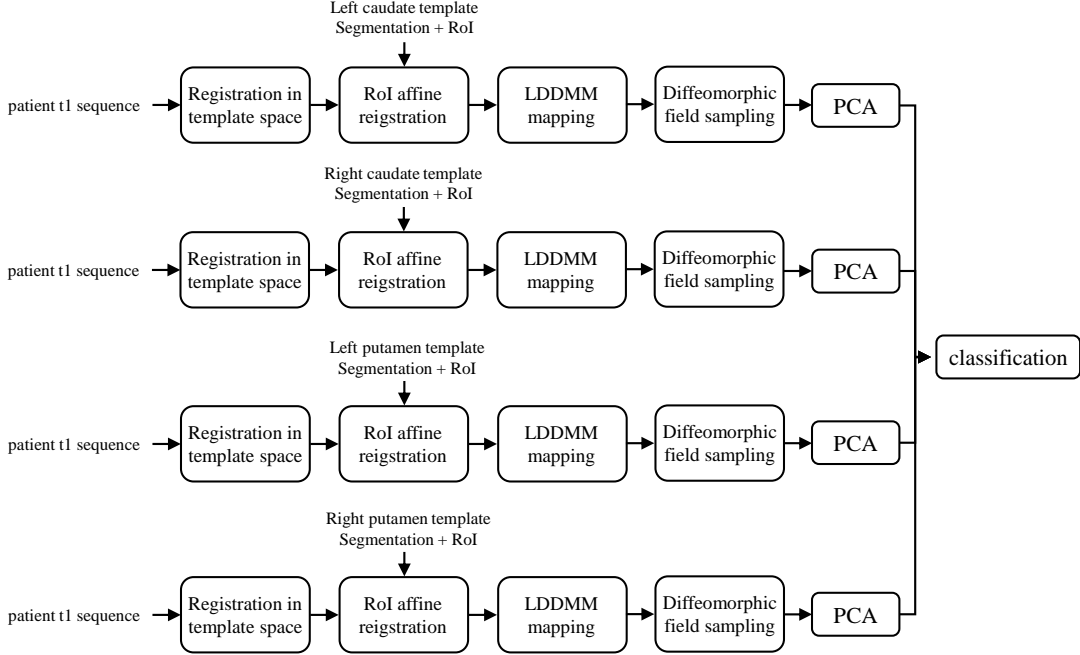 Left caudate template
Segmentation + RoI
patient t1 sequence
Registration in
template space
RoI affine
reigstration
LDDMM
mapping
Diffeomorphic
field sampling
PCA
Right caudate template
Segmentation + RoI
patient t1 sequence
Registration in
template space
RoI affine
reigstration
LDDMM
mapping
Diffeomorphic
field sampling
PCA
Left putamen template
Segmentation + RoI
patient t1 sequence
Registration in
template space
RoI affine
reigstration
LDDMM
mapping
Diffeomorphic
field sampling
PCA
Right putamen template
Segmentation + RoI
patient t1 sequence
Registration in
template space
RoI affine
reigstration
LDDMM
mapping
Diffeomorphic
field sampling
PCA
classification